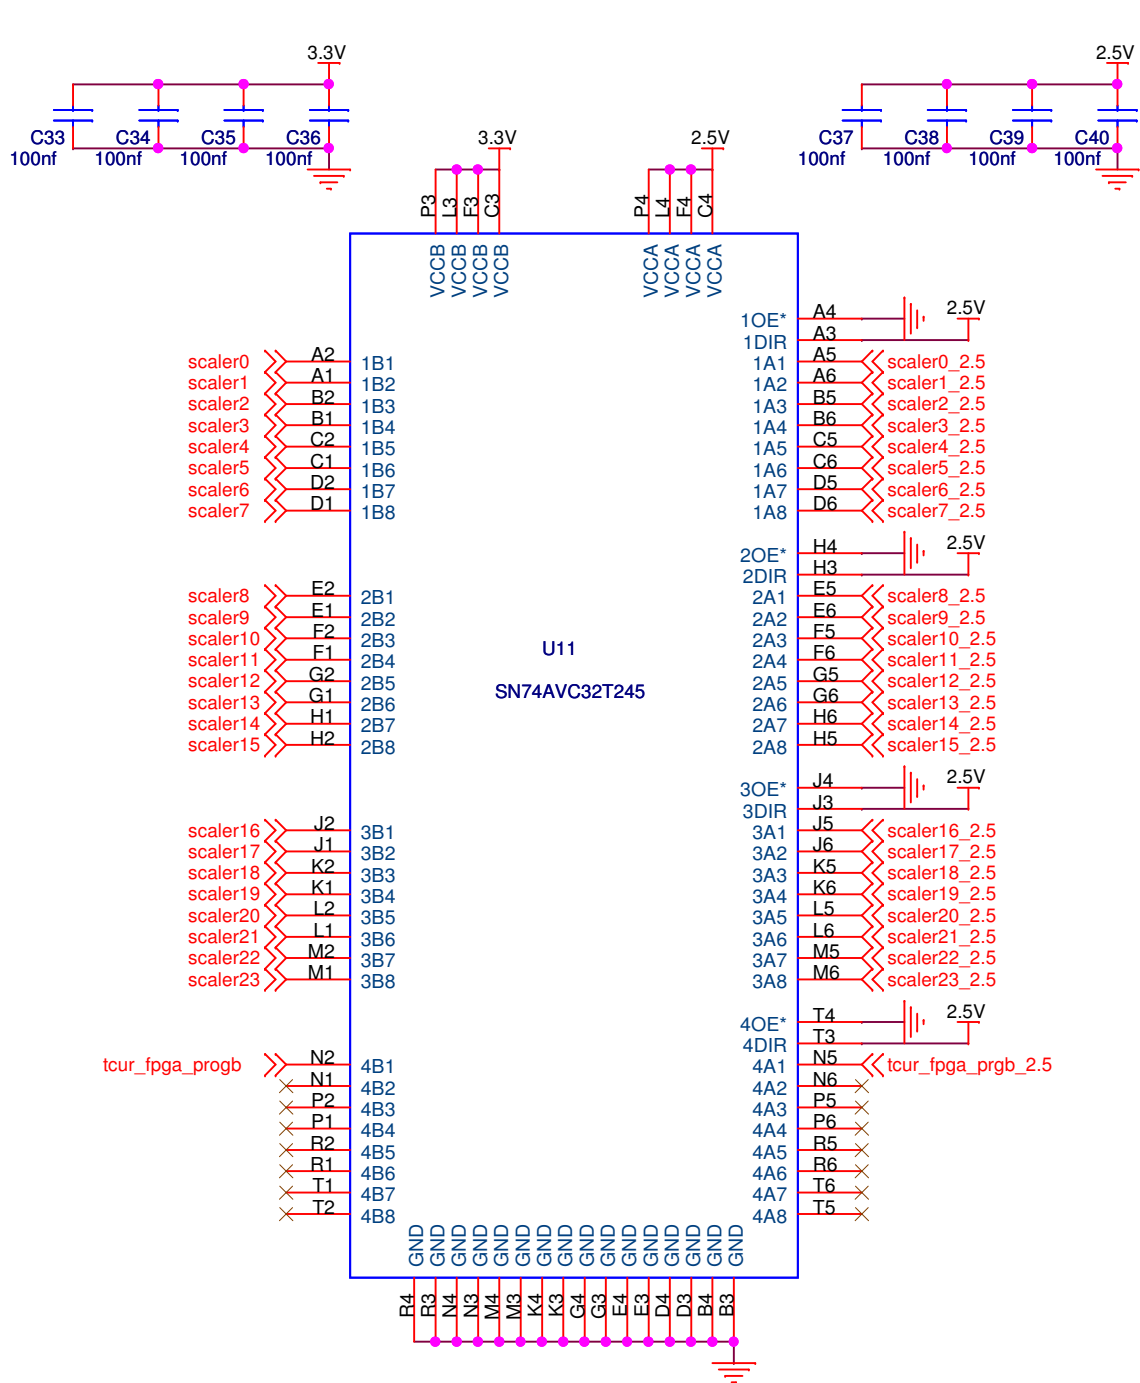 3.3V
C33 C34 C35 C36
100nf 100nf 100nf 100nf
2.5V
C37 C38 C39 C40
100nf 100nf 100nf 100nf
3.3V
2.5V
P3 L3 F3 C3
P4 L4 F4 C4
VCCB VCCB VCCB VCCB
VCCA VCCA VCCA VCCA
1OE* A4 2.5V
1DIR A3
scaler0 A2 1B1 1A1 A5 scaler0_2.5
scaler1 A1 1B2 1A2 A6 scaler1_2.5
scaler2 B2 1B3 1A3 B5 scaler2_2.5
scaler3 B1 1B4 1A4 B6 scaler3_2.5
scaler4 C2 1B5 1A5 C5 scaler4_2.5
scaler5 C1 1B6 1A6 C6 scaler5_2.5
scaler6 D2 1B7 1A7 D5 scaler6_2.5
scaler7 D1 1B8 1A8 D6 scaler7_2.5
2OE* H4 2.5V
2DIR H3
scaler8 E2 2B1 2A1 E5 scaler8_2.5
scaler9 E1 2B2 2A2 E6 scaler9_2.5
scaler10 F2 2B3 2A3 F5 scaler10_2.5
scaler11 F1 2B4 2A4 F6 scaler11_2.5
scaler12 G2 2B5 2A5 G5 scaler12_2.5
scaler13 G1 2B6 2A6 G6 scaler13_2.5
scaler14 H1 2B7 2A7 H6 scaler14_2.5
scaler15 H2 2B8 2A8 H5 scaler15_2.5
U11
SN74AVC32T245
3OE* J4 2.5V
3DIR J3
scaler16 J2 3B1 3A1 J5 scaler16_2.5
scaler17 J1 3B2 3A2 J6 scaler17_2.5
scaler18 K2 3B3 3A3 K5 scaler18_2.5
scaler19 K1 3B4 3A4 K6 scaler19_2.5
scaler20 L2 3B5 3A5 L5 scaler20_2.5
scaler21 L1 3B6 3A6 L6 scaler21_2.5
scaler22 M2 3B7 3A7 M5 scaler22_2.5
scaler23 M1 3B8 3A8 M6 scaler23_2.5
4OE* T4 2.5V
4DIR T3
tcur_fpga_progb N2 4B1 4A1 N5 tcur_fpga_prgb_2.5
N1 4B2 4A2 N6
P2 4B3 4A3 P5
P1 4B4 4A4 P6
R2 4B5 4A5 R5
R1 4B6 4A6 R6
T1 4B7 4A7 T6
T2 4B8 4A8 T5
GND GND GND GND GND GND GND GND GND GND GND GND GND GND GND GND
R4 R3 N4 N3 M4 M3 K4 K3 G4 G3 E4 E3 D4 D3 B4 B3